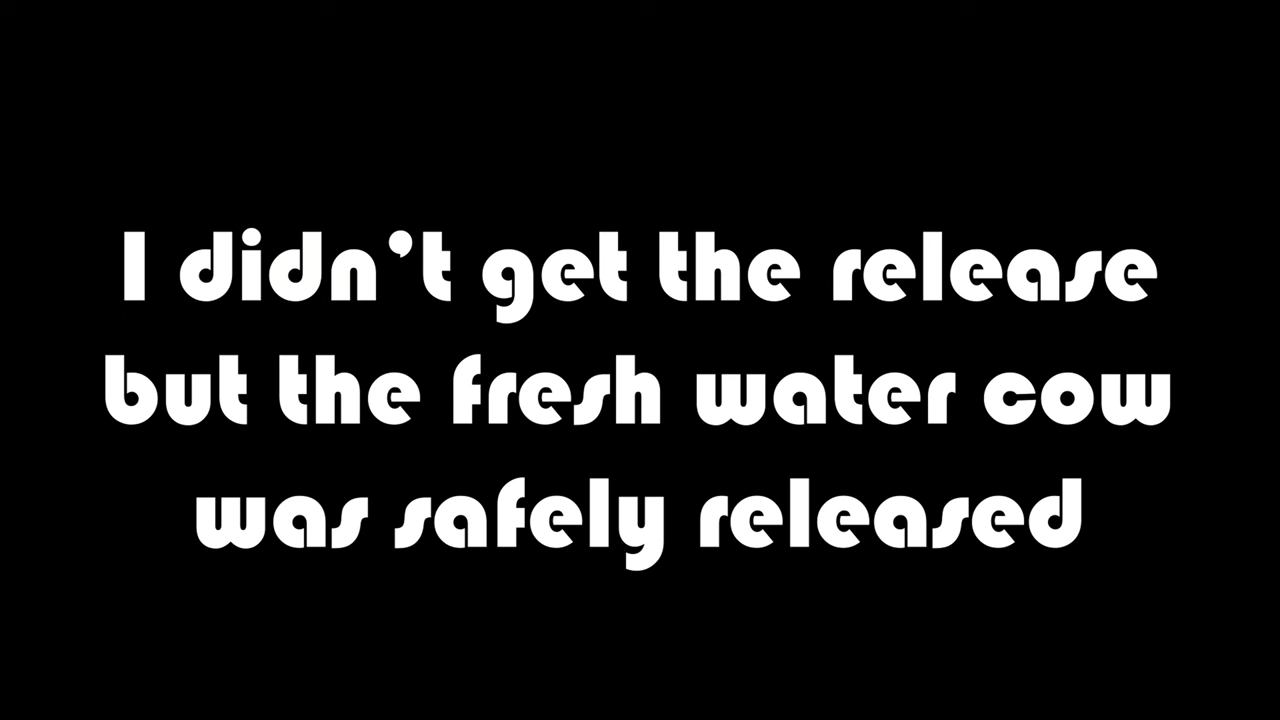 I didn’t get the release
but the fresh water cow
was safely released